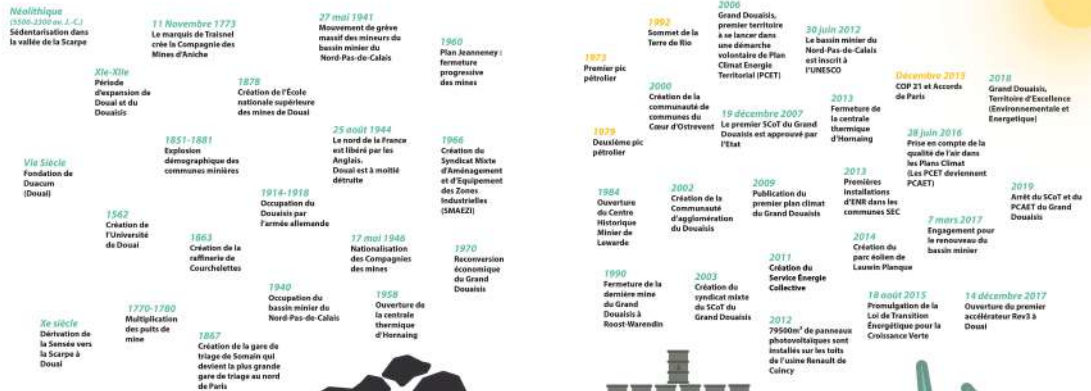 Néolithique
(5500-2300 av. J.-C.)
Sédentarisation dans
la vallée de la Scarpe
XIe-XIIe
Période
d'expansion de
Douai et du
Douaisis
VIe Siècle
Fondation de
Duacum
(Douai)
1562
Création de
l'Université
de Douai
Xe siècle
Dérivation de
la Sensée vers
la Scarpe à
Douai
11 Novembre 1773
Le marquis de Traisnel
crée la Compagnie des
Mines d'Aniche
1878
Création de l'École
nationale supérieure
des mines de Douai
1851-1881
Explosion
démographique des
communes minières
1863
Création de la
raffinerie de
Courchelettes
1770-1780
Multiplication
des puits de
mine
1867
Création de la gare de
triage de Somain qui
devient la plus grande
gare de triage au nord
de Paris
27 mai 1941
Mouvement de grève
massif des mineurs du
bassin minier du
Nord-Pas-de-Calais
25 août 1944
Le nord de la France
est libéré par les
Anglais.
Douai est à moitié
détruite
1914-1918
Occupation du
Douaisis par
l'armée allemande
17 mai 1946
Nationalisation
des Compagnies
des mines
1940
Occupation du
bassin minier du
Nord-Pas-de-Calais
1958
Ouverture de
la centrale
thermique
d'Hornaing
1960
Plan Jeanneney :
fermeture
progressive
des mines
1966
Création du
Syndicat Mixte
d'Aménagement
et d'Equipement
des Zones
Industrielles
(SMAEZI)
1970
Reconversion
économique
du Grand
Douaisis
1973
Premier pic
pétrolier
1992
Sommet de la
Terre de Rio
1979
Deuxième pic
pétrolier
2000
Création de la
communauté de
communes du
Cœur d'Ostrevent
1984
Ouverture
du Centre
Historique
Minier de
Lewarde
2002
Création de la
Communauté
d'agglomération
du Douaisis
1990
Fermeture de la
dernière mine
du Grand
Douaisis à
Roost-Warendin
2003
Création du
syndicat mixte
du SCoT du
Grand Douaisis
2006
Grand Douaisis,
premier territoire
à se lancer dans
une démarche
volontaire de Plan
Climat Energie
Territorial (PCET)
19 décembre 2007
Le premier SCoT du Grand
Douaisis est approuvé par
l'Etat
2009
Publication du
premier plan climat
du Grand Douaisis
2011
Création du
Service Énergie
Collective
2012
79500m² de panneaux
photovoltaïques sont
installés sur les toits
de l'usine Renault de
Cuincy
30 juin 2012
Le bassin minier du
Nord-Pas-de-Calais
est inscrit à
l'UNESCO
2013
Fermeture de
la centrale
thermique
d'Hornaing
2013
Premières
installations
d'ENR dans les
communes SEC
2014
Création du
parc éolien de
Lauwin Planque
18 août 2015
Promulgation de la
Loi de Transition
Énergétique pour la
Croissance Verte
Décembre 2015
COP 21 et Accords
de Paris
28 juin 2016
Prise en compte de la
qualité de l'air dans
les Plans Climat
(Les PCET deviennent
PCAET)
7 mars 2017
Engagement pour
le renouveau du
bassin minier
14 décembre 2017
Ouverture du premier
accélérateur Rev3 à
Douai
2018
Grand Douaisis,
Territoire d'Excellence
(Environnementale et
Energetique)
2019
Arrêt du SCoT et du
PCAET du Grand
Douaisis